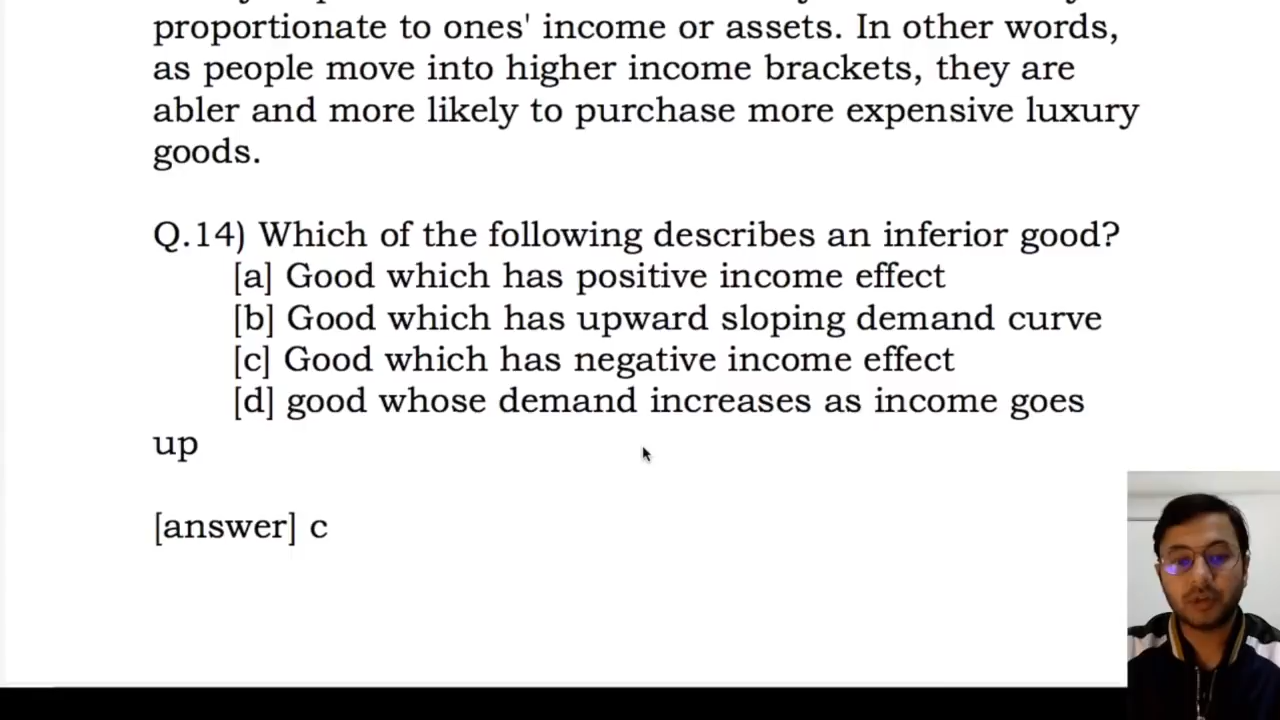 proportionate to ones' income or assets. In other words,
as people move into higher income brackets, they are
abler and more likely to purchase more expensive luxury
goods.
Q.14) Which of the following describes an inferior good?
[a] Good which has positive income effect
[b] Good which has upward sloping demand curve
[c] Good which has negative income effect
[d] good whose demand increases as income goes
up
[answer] c